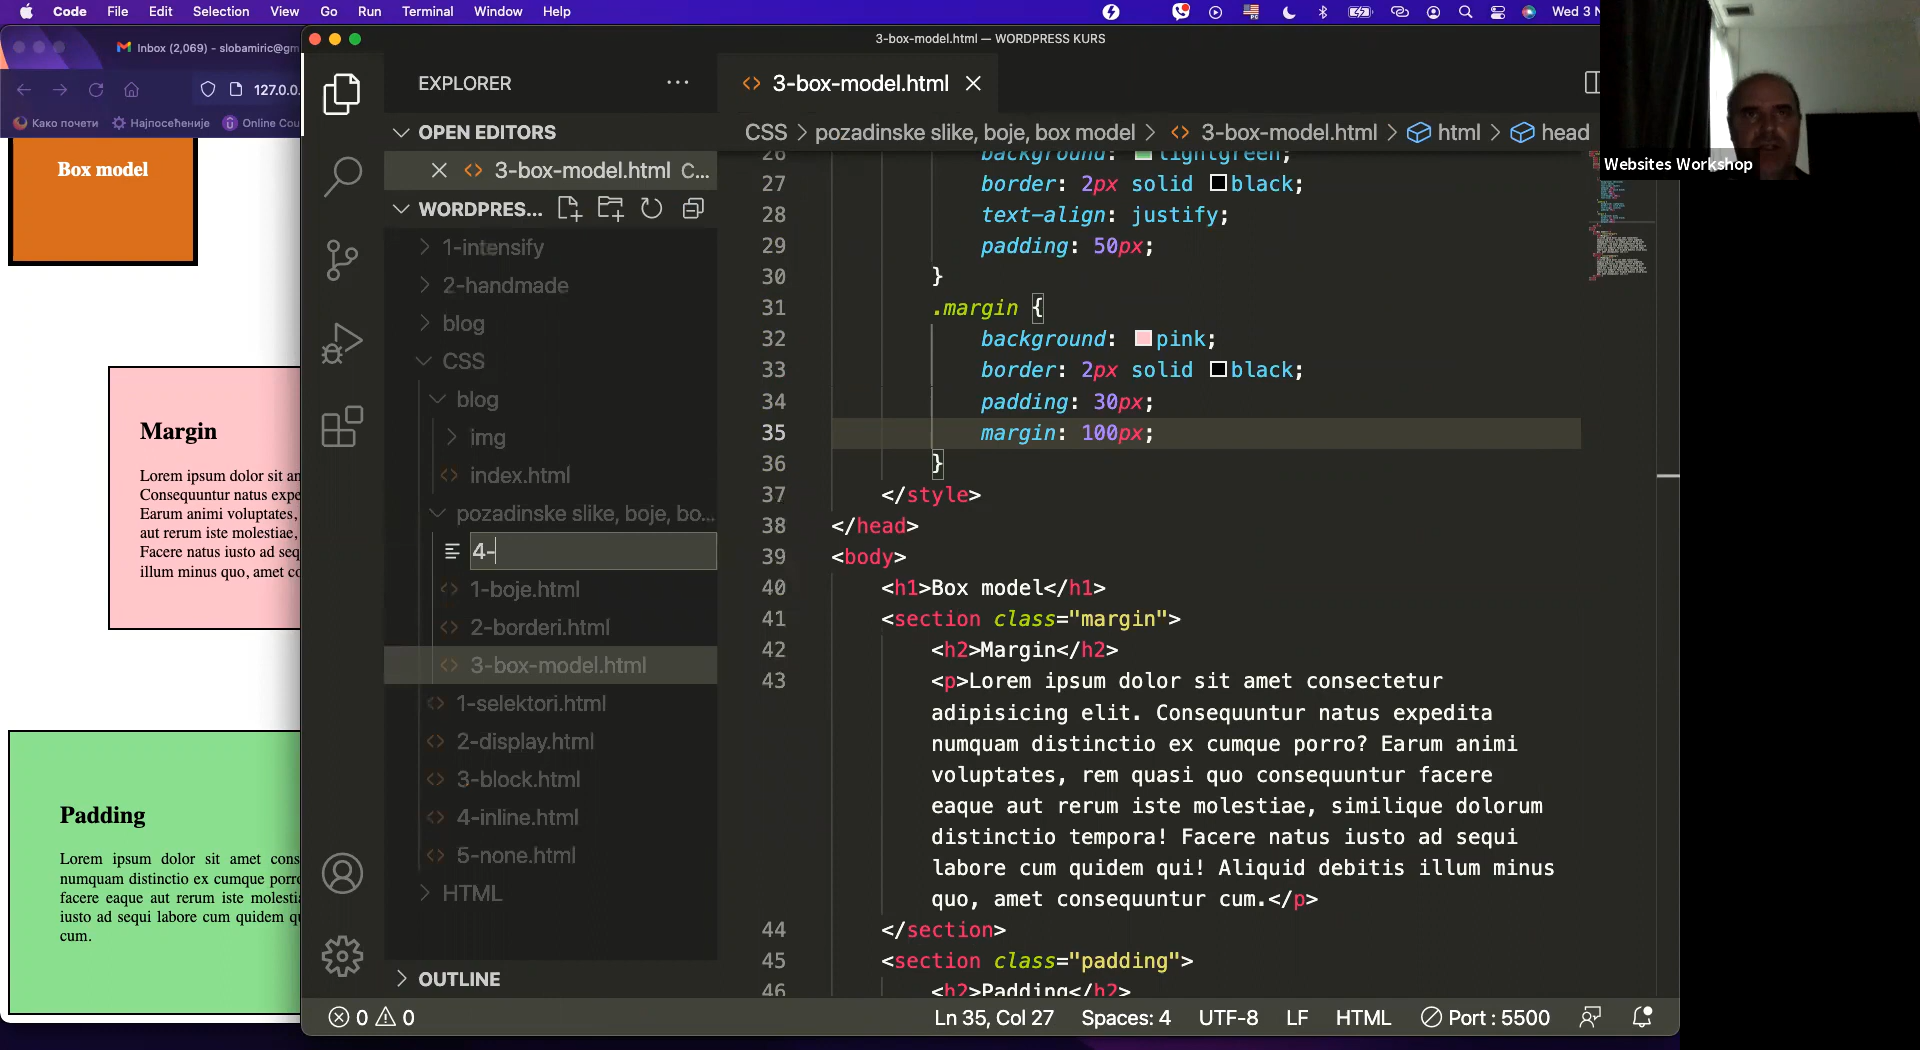 Code File Edit Selection View Go Run Terminal Window Help
Wed 3 N
Inbox (2,069) - slobamiric@gm
127.0.0.
Како почети Најпосећеније Online Cou
Box model
Margin
Lorem ipsum dolor sit an
Consequuntur natus expe
Earum animi voluptates,
aut rerum iste molestiae,
Facere natus iusto ad seq
illum minus quo, amet co
Padding
Lorem ipsum dolor sit amet cons
numquam distinctio ex cumque porro
facere eaque aut rerum iste molestia
iusto ad sequi labore cum quidem qu
cum.
3-box-model.html — WORDPRESS KURS
EXPLORER
OPEN EDITORS
3-box-model.html C...
WORDPRES...
1-intensify
2-handmade
blog
CSS
blog
img
index.html
pozadinske slike, boje, bo...
4-
1-boje.html
2-borderi.html
3-box-model.html
1-selektori.html
2-display.html
3-block.html
4-inline.html
5-none.html
HTML
OUTLINE
3-box-model.html
CSS > pozadinske slike, boje, box model > 3-box-model.html > html > head
26 background: lightgreen;
27 border: 2px solid black;
28 text-align: justify;
29 padding: 50px;
30 }
31 .margin {
32 background: pink;
33 border: 2px solid black;
34 padding: 30px;
35 margin: 100px;
36 }
37 </style>
38 </head>
39 <body>
40 <h1>Box model</h1>
41 <section class="margin">
42 <h2>Margin</h2>
43 <p>Lorem ipsum dolor sit amet consectetur
adipisicing elit. Consequuntur natus expedita
numquam distinctio ex cumque porro? Earum animi
voluptates, rem quasi quo consequuntur facere
eaque aut rerum iste molestiae, similique dolorum
distinctio tempora! Facere natus iusto ad sequi
labore cum quidem qui! Aliquid debitis illum minus
quo, amet consequuntur cum.</p>
44 </section>
45 <section class="padding">
46 <h2>Padding</h2>
0 0
Ln 35, Col 27 Spaces: 4 UTF-8 LF HTML Port : 5500
Websites Workshop